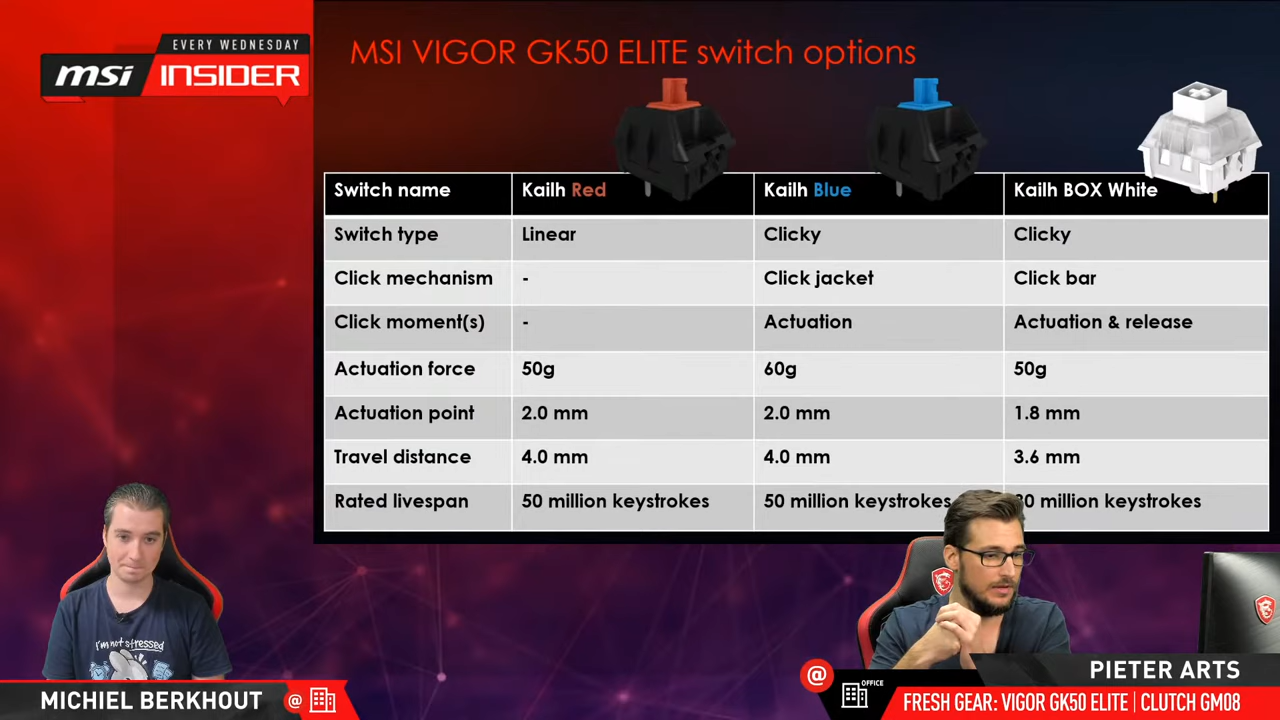 EVERY WEDNESDAY
msi INSIDER
MSI VIGOR GK50 ELITE switch options
Switch name Kailh Red Kailh Blue Kailh BOX White
Switch type Linear Clicky Clicky
Click mechanism - Click jacket Click bar
Click moment(s) - Actuation Actuation & release
Actuation force 50g 60g 50g
Actuation point 2.0 mm 2.0 mm 1.8 mm
Travel distance 4.0 mm 4.0 mm 3.6 mm
Rated livespan 50 million keystrokes 50 million keystrokes million keystrokes
I'm not stressed
MICHIEL BERKHOUT @
@ OFFICE
PIETER ARTS
FRESH GEAR: VIGOR GK50 ELITE | CLUTCH GM08